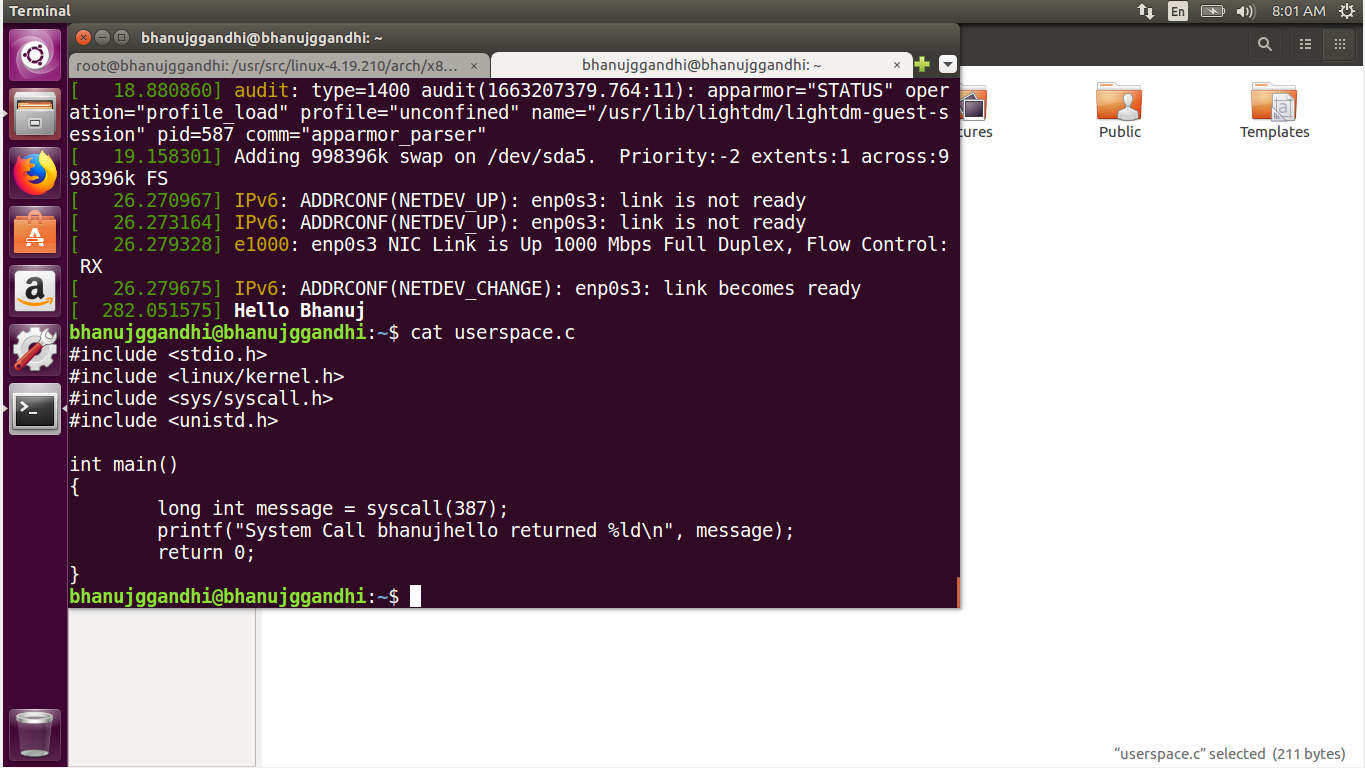 Terminal
En
8:01 AM
bhanujggandhi@bhanujggandhi: ~
root@bhanujggandhi: /usr/src/linux-4.19.210/arch/x8... ×
bhanujggandhi@bhanujggandhi: ~ ×
[   18.880860] audit: type=1400 audit(1663207379.764:11): apparmor="STATUS" oper
ation="profile_load" profile="unconfined" name="/usr/lib/lightdm/lightdm-guest-s
ession" pid=587 comm="apparmor_parser"
[   19.158301] Adding 998396k swap on /dev/sda5.  Priority:-2 extents:1 across:9
98396k FS
[   26.270967] IPv6: ADDRCONF(NETDEV_UP): enp0s3: link is not ready
[   26.273164] IPv6: ADDRCONF(NETDEV_UP): enp0s3: link is not ready
[   26.279328] e1000: enp0s3 NIC Link is Up 1000 Mbps Full Duplex, Flow Control:
 RX
[   26.279675] IPv6: ADDRCONF(NETDEV_CHANGE): enp0s3: link becomes ready
[  282.051575] Hello Bhanuj
bhanujggandhi@bhanujggandhi:~$ cat userspace.c
#include <stdio.h>
#include <linux/kernel.h>
#include <sys/syscall.h>
#include <unistd.h>

int main()
{
        long int message = syscall(387);
        printf("System Call bhanujhello returned %ld\n", message);
        return 0;
}
bhanujggandhi@bhanujggandhi:~$
tures
Public
Templates
“userspace.c” selected (211 bytes)